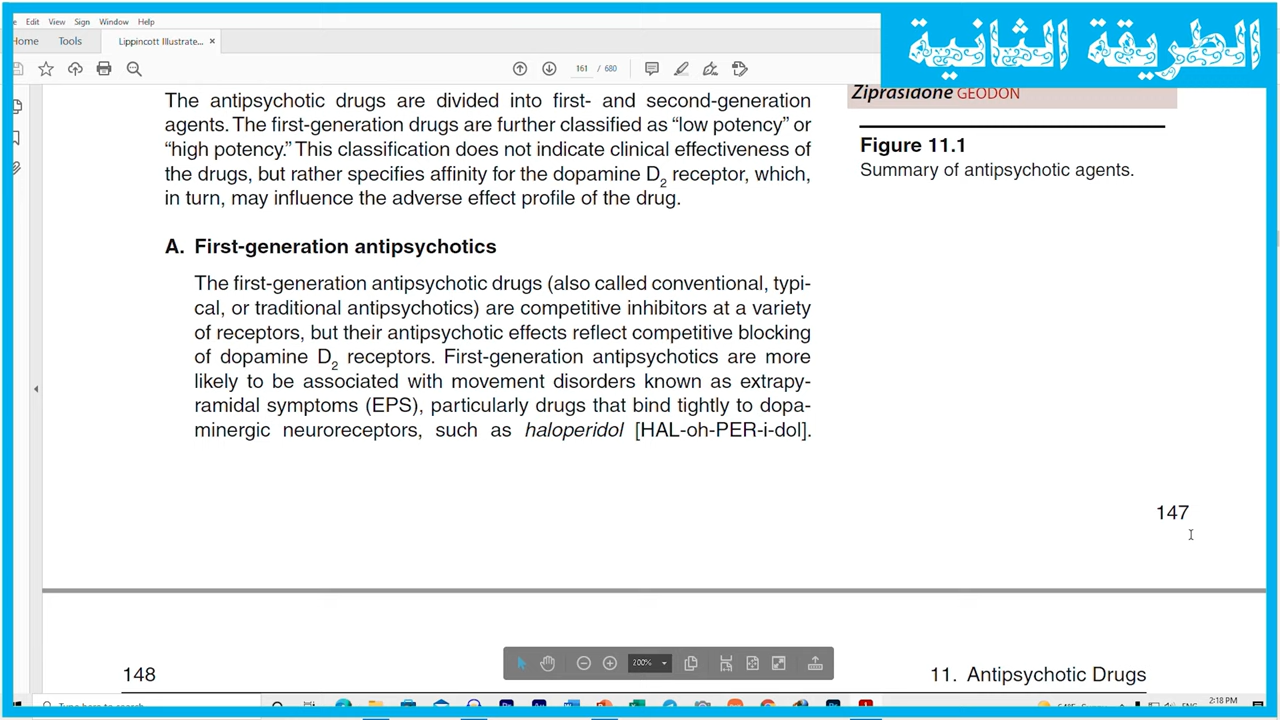 Edit View Sign Window Help
الطريقة الثانية
Home Tools Lippincott Illustrate... ×
161 / 680
The antipsychotic drugs are divided into first- and second-generation
agents. The first-generation drugs are further classified as “low potency” or
“high potency.” This classification does not indicate clinical effectiveness of
the drugs, but rather specifies affinity for the dopamine D2 receptor, which,
in turn, may influence the adverse effect profile of the drug.
Ziprasidone GEODON
Figure 11.1
Summary of antipsychotic agents.
A. First-generation antipsychotics
The first-generation antipsychotic drugs (also called conventional, typi-
cal, or traditional antipsychotics) are competitive inhibitors at a variety
of receptors, but their antipsychotic effects reflect competitive blocking
of dopamine D2 receptors. First-generation antipsychotics are more
likely to be associated with movement disorders known as extrapy-
ramidal symptoms (EPS), particularly drugs that bind tightly to dopa-
minergic neuroreceptors, such as haloperidol [HAL-oh-PER-i-dol].
147
200%
148
11. Antipsychotic Drugs
Type here to search
ENG
2:18 PM